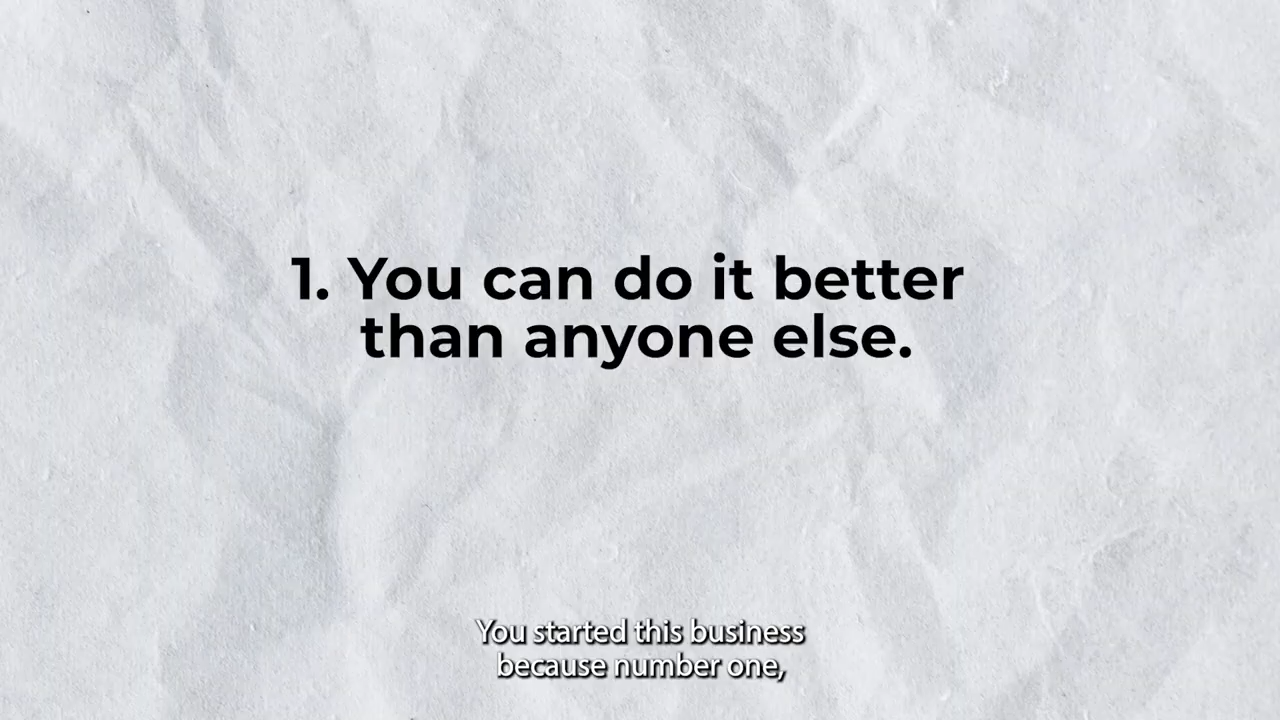 1. You can do it better
than anyone else.
You started this business
because number one,